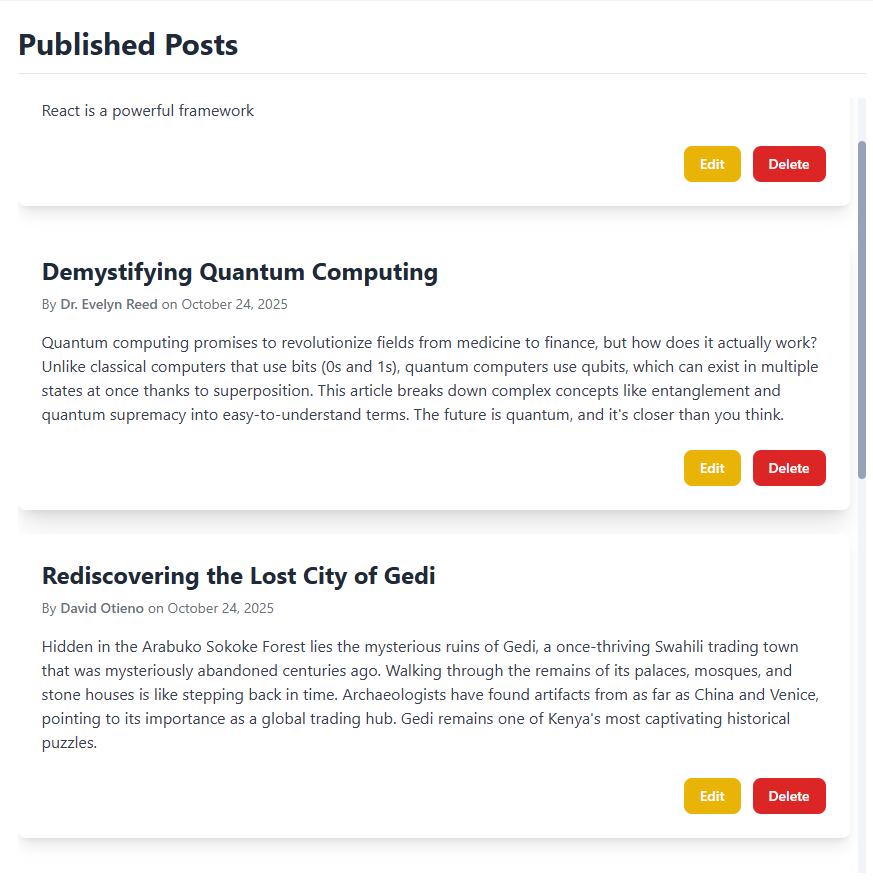 Published Posts
React is a powerful framework
Edit Delete
Demystifying Quantum Computing
By Dr. Evelyn Reed on October 24, 2025
Quantum computing promises to revolutionize fields from medicine to finance, but how does it actually work?
Unlike classical computers that use bits (0s and 1s), quantum computers use qubits, which can exist in multiple
states at once thanks to superposition. This article breaks down complex concepts like entanglement and
quantum supremacy into easy-to-understand terms. The future is quantum, and it's closer than you think.
Edit Delete
Rediscovering the Lost City of Gedi
By David Otieno on October 24, 2025
Hidden in the Arabuko Sokoke Forest lies the mysterious ruins of Gedi, a once-thriving Swahili trading town
that was mysteriously abandoned centuries ago. Walking through the remains of its palaces, mosques, and
stone houses is like stepping back in time. Archaeologists have found artifacts from as far as China and Venice,
pointing to its importance as a global trading hub. Gedi remains one of Kenya's most captivating historical
puzzles.
Edit Delete